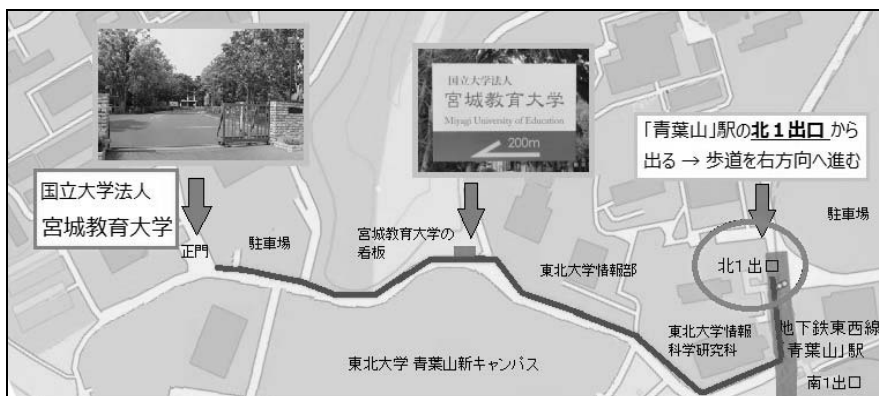 国立大学法人
宮城教育大学
Miyagi University of Education
200m
「青葉山」駅の北１出口 から
出る → 歩道を右方向へ進む
国立大学法人
宮城教育大学
正門
駐車場
宮城教育大学の
看板
東北大学情報部
北1出口
駐車場
東北大学情報
科学研究科
地下鉄東西線
青葉山」駅
東北大学 青葉山新キャンパス
南1出口